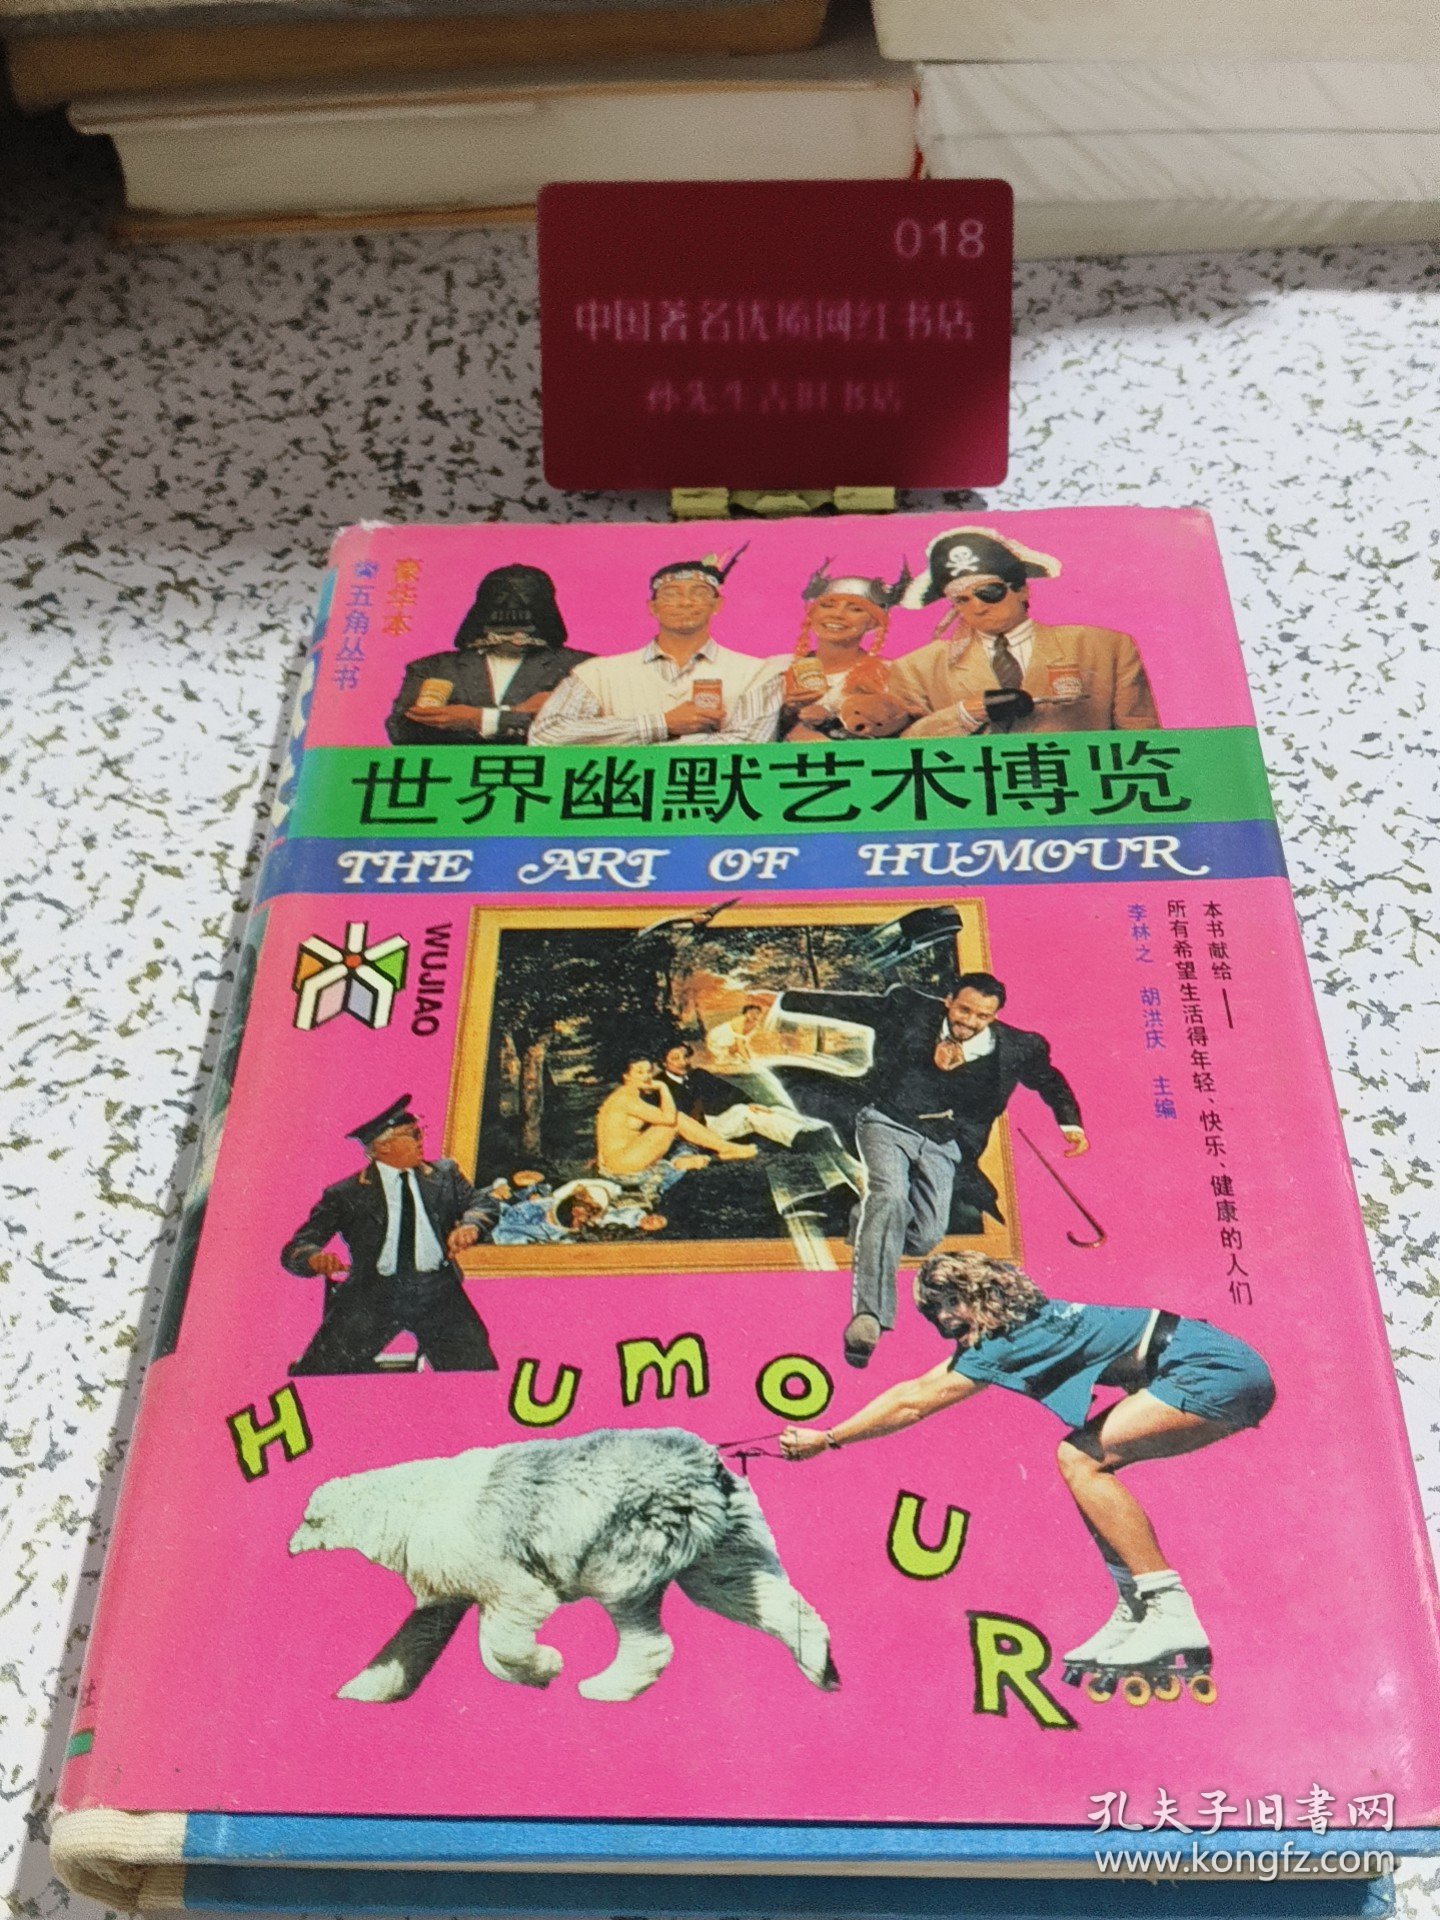 018
中国著名优质网红书店
孙先生古旧书店
豪华本
五角丛书
世界幽默艺术博览
THE ART OF HUMOUR
WUJIAO
本书献给——
所有希望生活得年轻、快乐、健康的人们
李林之 胡洪庆 主编
HUMOUR
社
孔夫子旧書网
www.kongfz.com